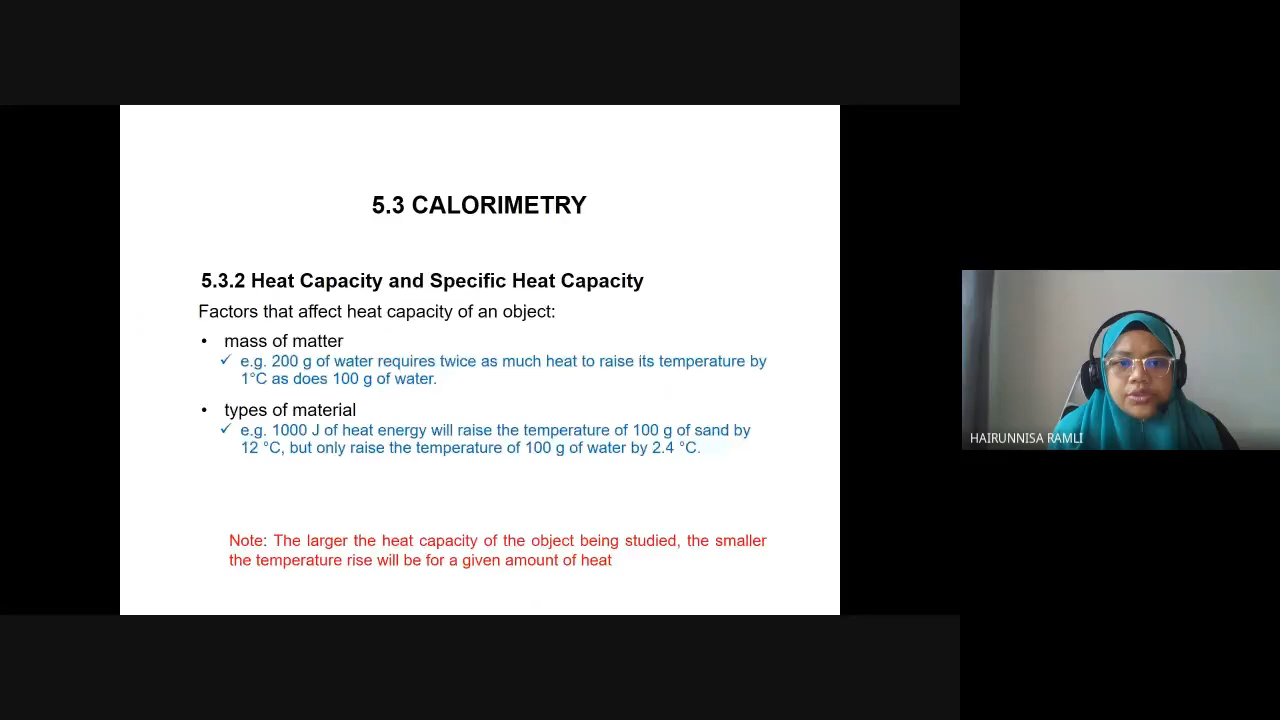 5.3 CALORIMETRY
5.3.2 Heat Capacity and Specific Heat Capacity
Factors that affect heat capacity of an object:
• mass of matter
✓ e.g. 200 g of water requires twice as much heat to raise its temperature by
1°C as does 100 g of water.
• types of material
✓ e.g. 1000 J of heat energy will raise the temperature of 100 g of sand by
12 °C, but only raise the temperature of 100 g of water by 2.4 °C.
Note: The larger the heat capacity of the object being studied, the smaller
the temperature rise will be for a given amount of heat
HAIRUNNISA RAMLI